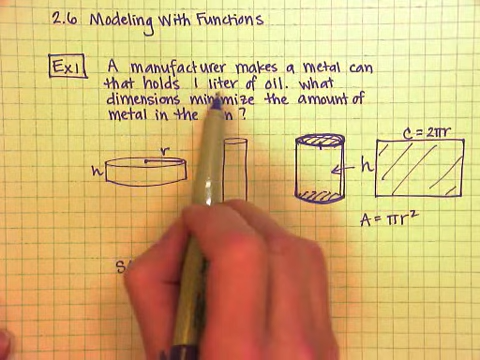 2.6 Modeling With Functions
Ex1 A manufacturer makes a metal can
that holds 1 liter of oil. What
dimensions minimize the amount of
metal in the ?
r
h
h
C = 2πr
A = πr²